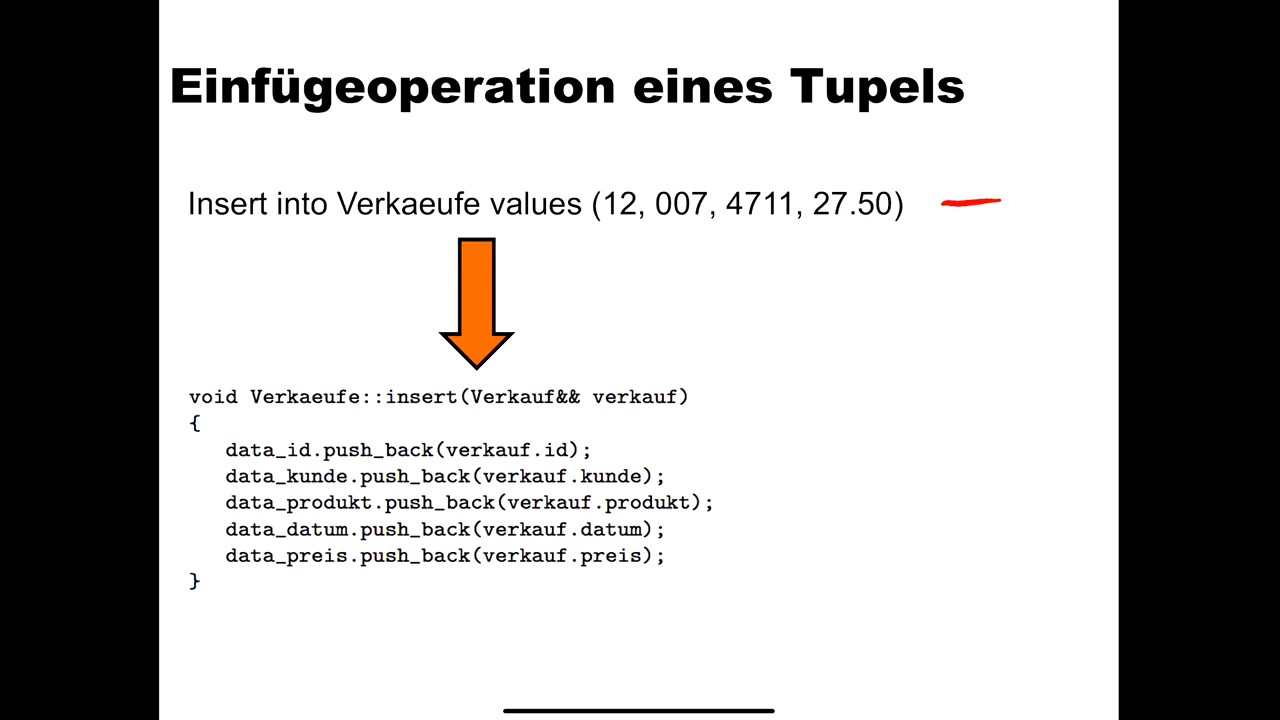 Einfügeoperation eines Tupels
Insert into Verkaeufe values (12, 007, 4711, 27.50)
void Verkaeufe::insert(Verkauf&& verkauf)
{
data_id.push_back(verkauf.id);
data_kunde.push_back(verkauf.kunde);
data_produkt.push_back(verkauf.produkt);
data_datum.push_back(verkauf.datum);
data_preis.push_back(verkauf.preis);
}